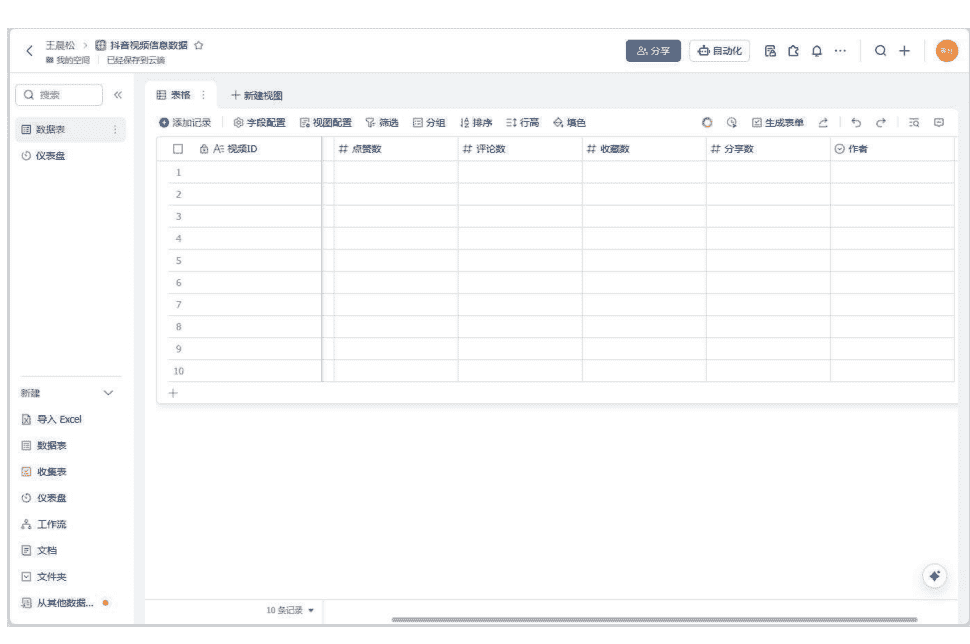 王晨松 > 抖音视频信息数据
我的空间 | 已经保存到云端
分享
自动化
搜索
数据表
仪表盘
表格
+ 新建视图
添加记录
字段配置
视图配置
筛选
分组
排序
行高
填色
生成表单
视频ID
# 点赞数
# 评论数
# 收藏数
# 分享数
作者
1
2
3
4
5
6
7
8
9
10
+
新建
导入 Excel
数据表
收集表
仪表盘
工作流
文档
文件夹
从其他数据...
10 条记录